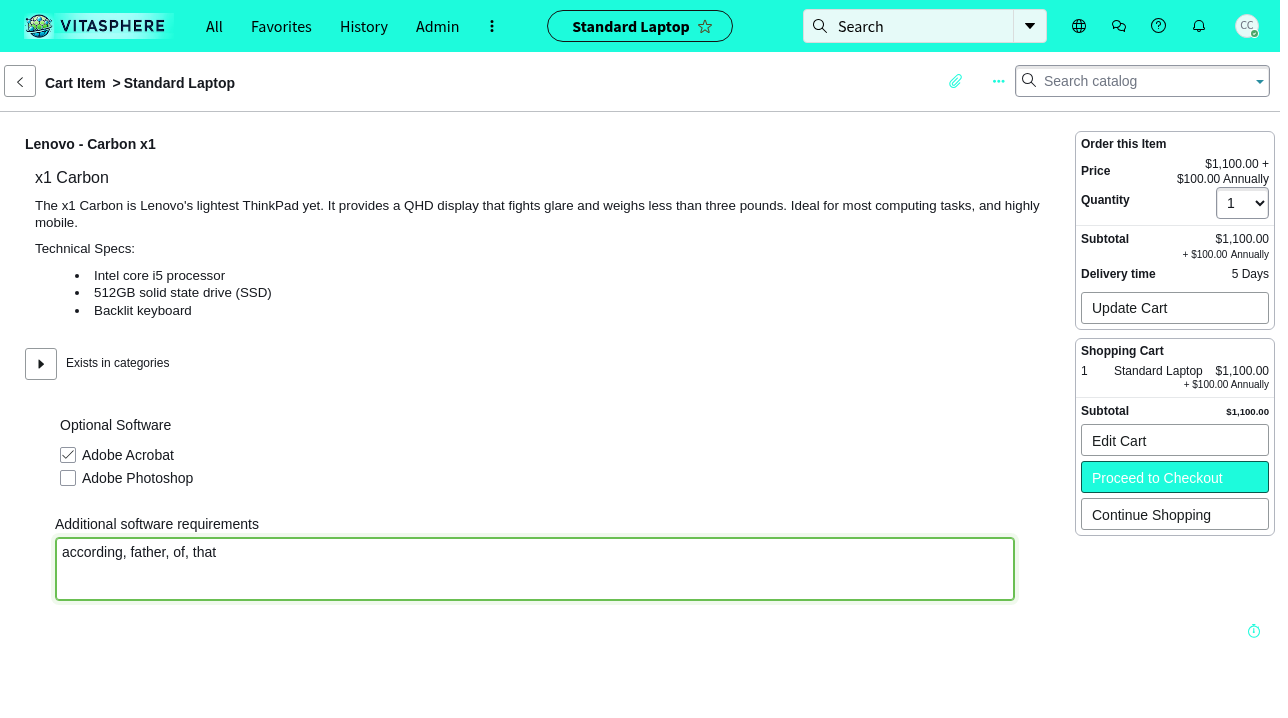 VITASPHERE All Favorites History Admin Standard Laptop Search CC
Cart Item > Standard Laptop Search catalog
Lenovo - Carbon x1
x1 Carbon
The x1 Carbon is Lenovo's lightest ThinkPad yet. It provides a QHD display that fights glare and weighs less than three pounds. Ideal for most computing tasks, and highly
mobile.
Technical Specs:
Intel core i5 processor
512GB solid state drive (SSD)
Backlit keyboard
Exists in categories
Optional Software
Adobe Acrobat
Adobe Photoshop
Additional software requirements
according, father, of, that
Order this Item
Price $1,100.00 +
$100.00 Annually
Quantity 1
Subtotal $1,100.00
+ $100.00 Annually
Delivery time 5 Days
Update Cart
Shopping Cart
1 Standard Laptop $1,100.00
+ $100.00 Annually
Subtotal $1,100.00
Edit Cart
Proceed to Checkout
Continue Shopping